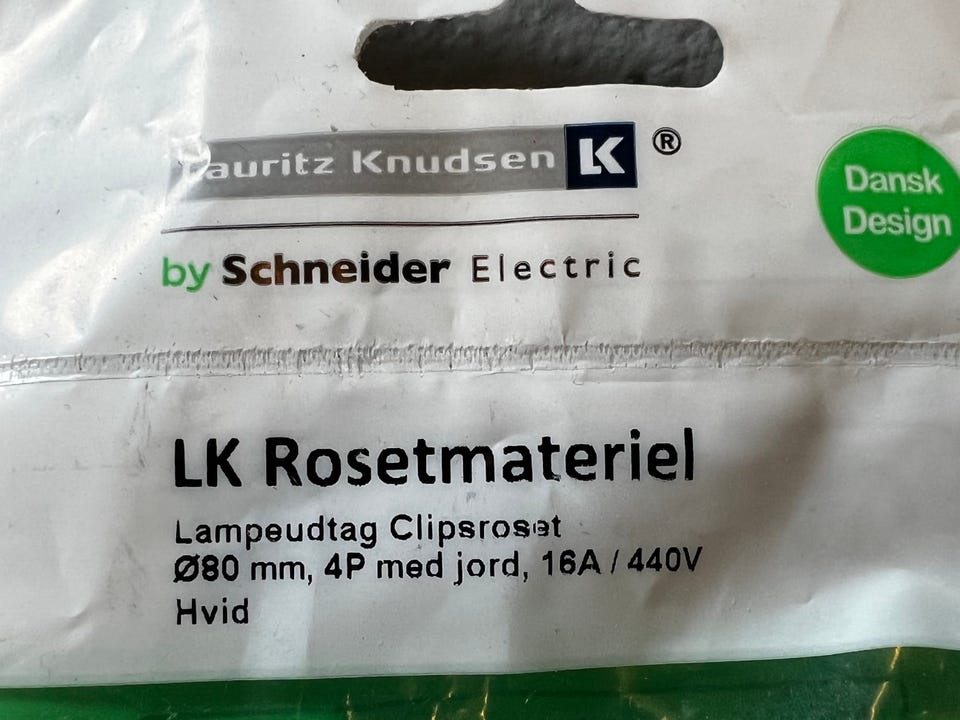 Lauritz Knudsen LK ®
by Schneider Electric
Dansk
Design
LK Rosetmateriel
Lampeudtag Clipsroset
Ø80 mm, 4P med jord, 16A / 440V
Hvid